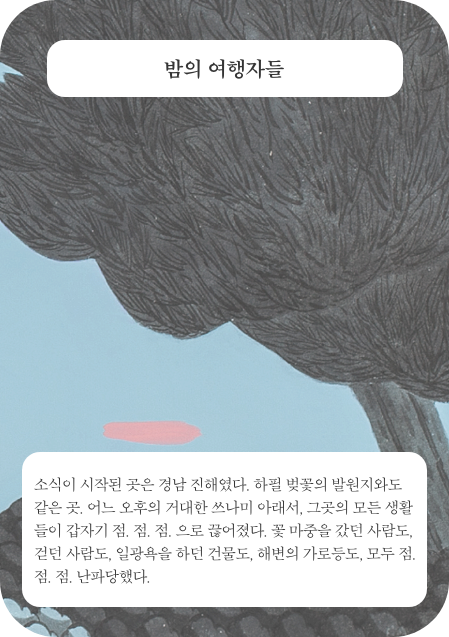 밤의 여행자들
소식이 시작된 곳은 경남 진해였다. 하필 벚꽃의 발원지와도
같은 곳. 어느 오후의 거대한 쓰나미 아래서, 그곳의 모든 생활
들이 갑자기 점. 점. 점. 으로 끊어졌다. 꽃 마중을 갔던 사람도,
걷던 사람도, 일광욕을 하던 건물도, 해변의 가로등도, 모두 점.
점. 점. 난파당했다.